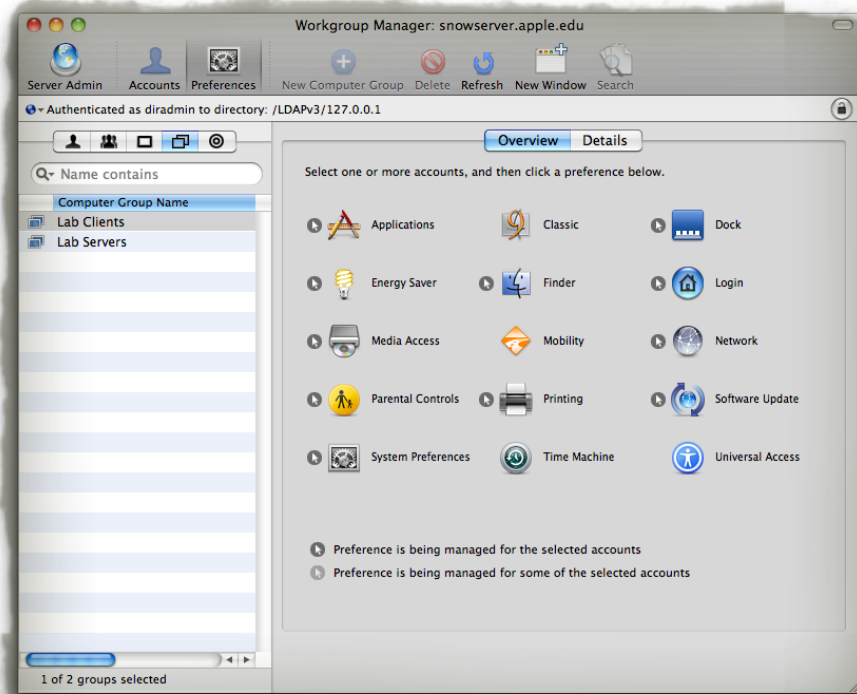 Workgroup Manager: snowserver.apple.edu
Server Admin Accounts Preferences New Computer Group Delete Refresh New Window Search
Authenticated as diradmin to directory: /LDAPv3/127.0.0.1
Name contains
Computer Group Name
Lab Clients
Lab Servers
1 of 2 groups selected
Overview Details
Select one or more accounts, and then click a preference below.
Applications Classic Dock
Energy Saver Finder Login
Media Access Mobility Network
Parental Controls Printing Software Update
System Preferences Time Machine Universal Access
Preference is being managed for the selected accounts
Preference is being managed for some of the selected accounts